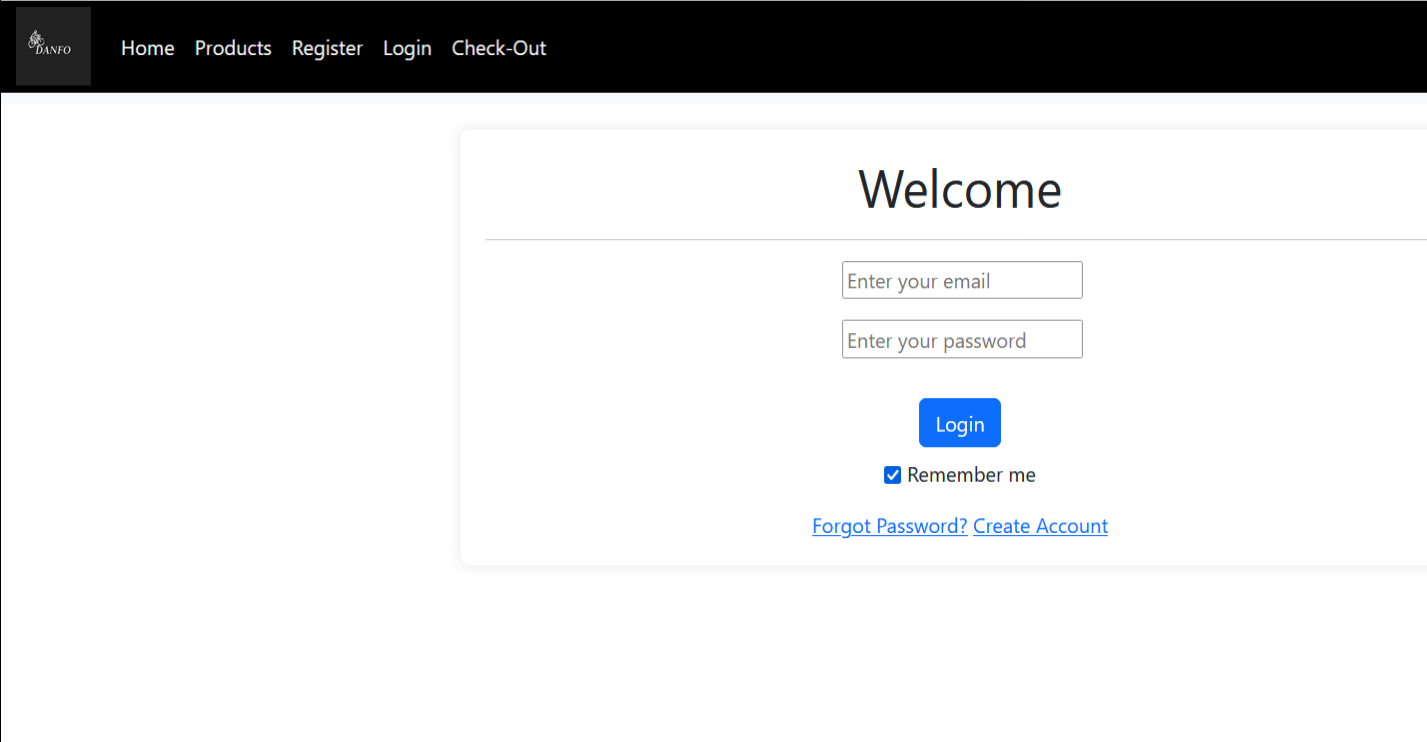 DANFO
Home Products Register Login Check-Out
Welcome
Enter your email
Enter your password
Login
Remember me
Forgot Password? Create Account